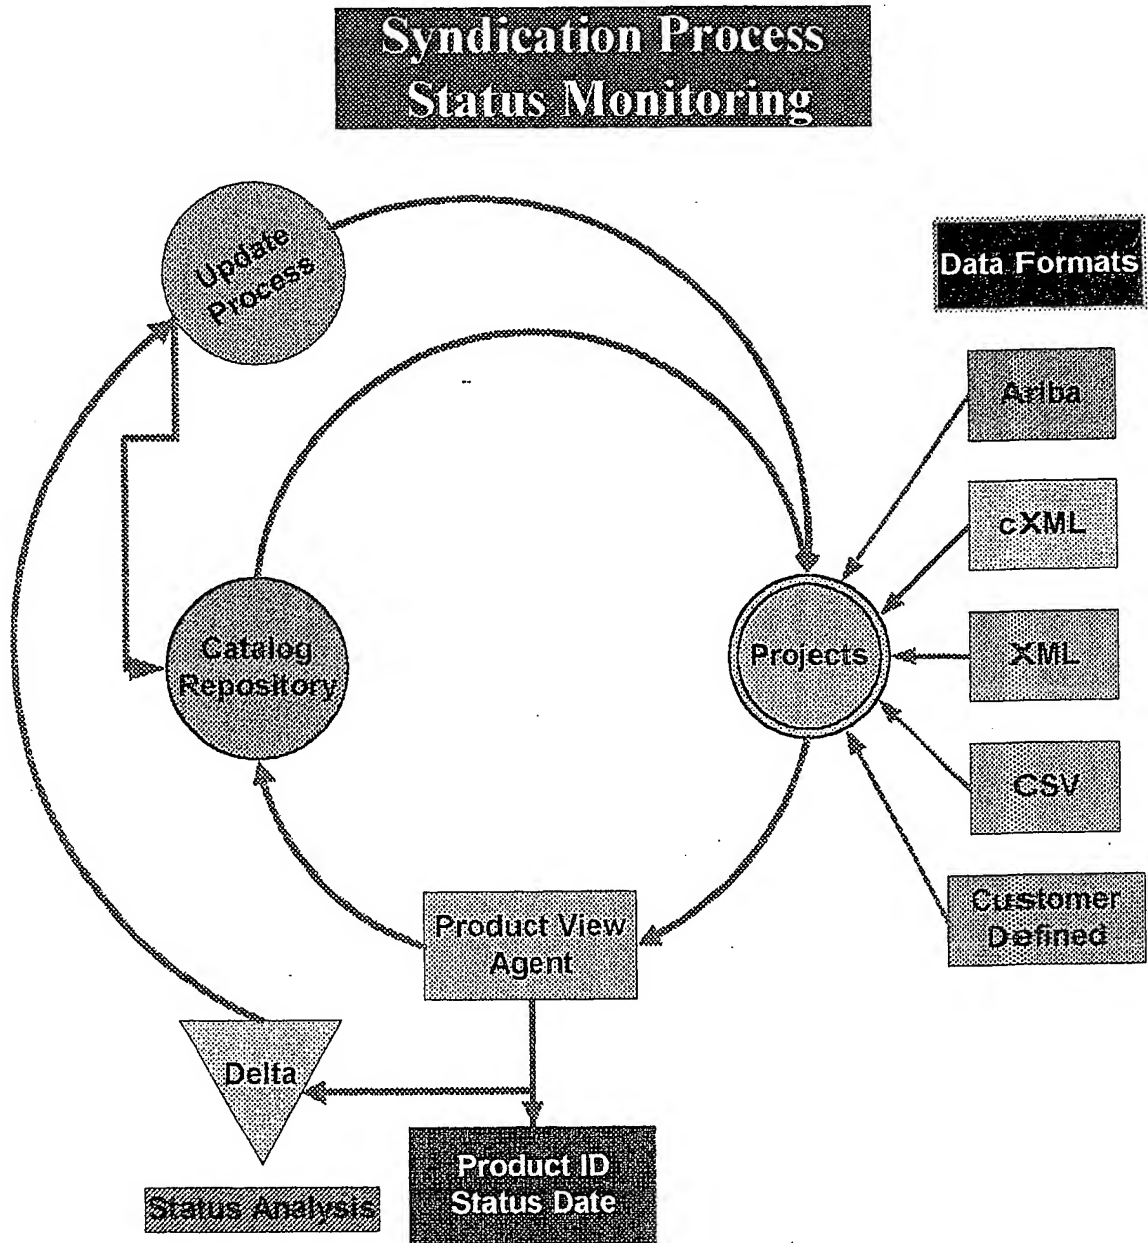 Syndication Process
Status Monitoring
Update
Process
Data Formats
Ariba
cXML
Catalog
Repository
Projects
XML
CSV
Product View
Agent
Customer
Defined
Delta
Product ID
Status Date
Status Analysis